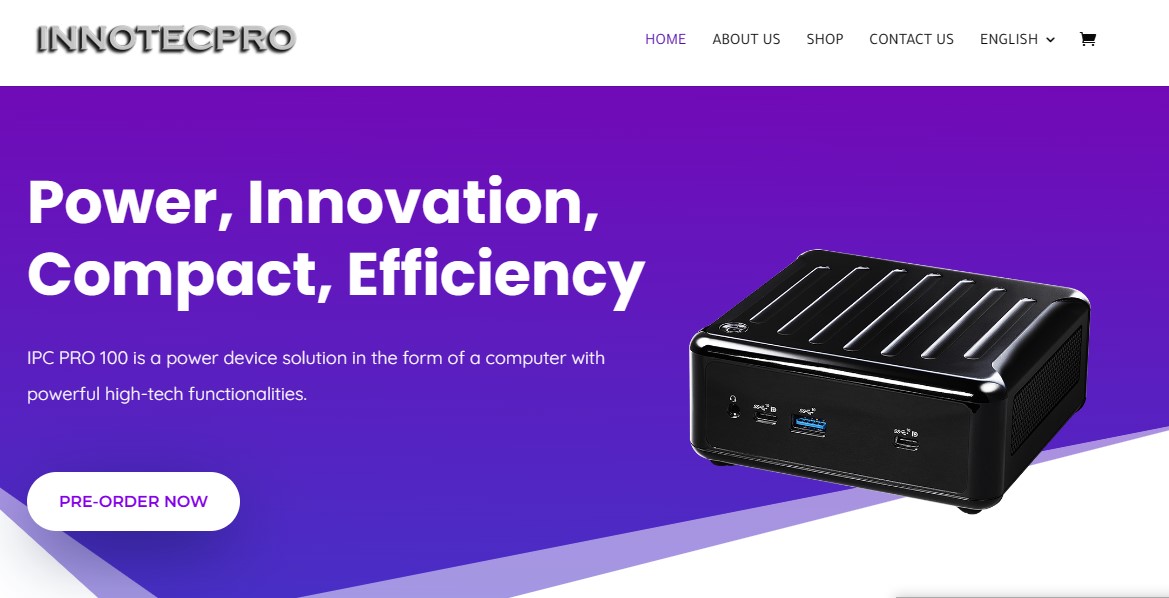 INNOTECPRO
HOME ABOUT US SHOP CONTACT US ENGLISH
Power, Innovation,
Compact, Efficiency
IPC PRO 100 is a power device solution in the form of a computer with
powerful high-tech functionalities.
PRE-ORDER NOW